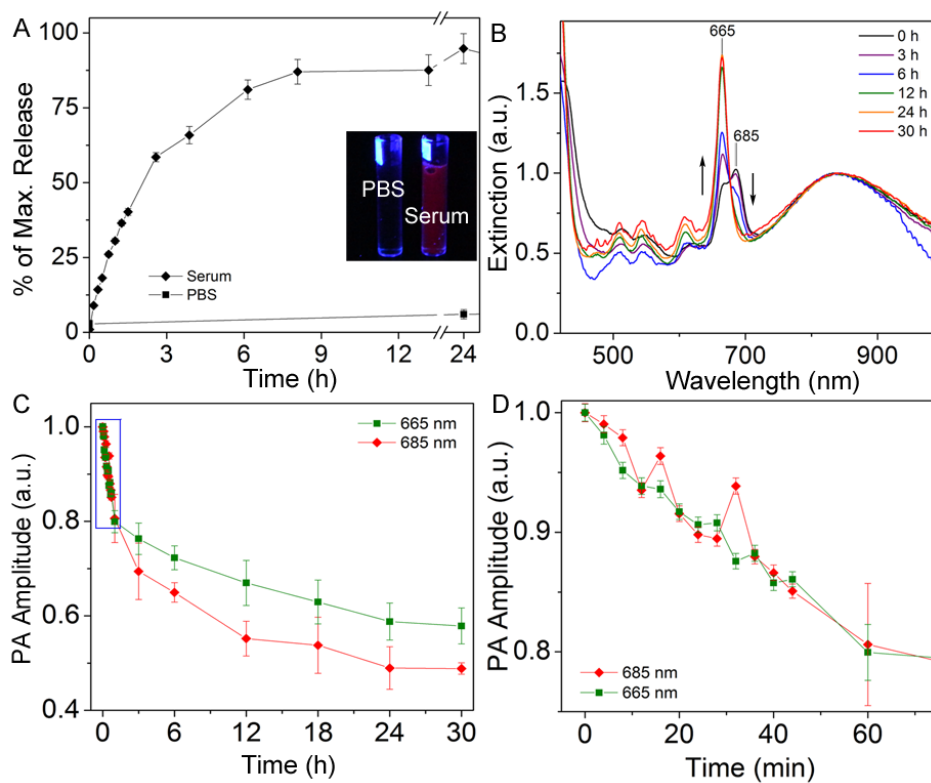 A
% of Max. Release
100
75
50
25
0
PBS
Serum
Serum
PBS
0 3 6 9 12 24
Time (h)
B
Extinction (a.u.)
1.5
1.0
0.5
0.0
665
685
0 h
3 h
6 h
12 h
24 h
30 h
500 700 900
Wavelength (nm)
C
PA Amplitude (a.u.)
1.0
0.8
0.6
0.4
665 nm
685 nm
0 6 12 18 24 30
Time (h)
D
PA Amplitude (a.u.)
1.0
0.9
0.8
685 nm
665 nm
0 20 40 60
Time (min)